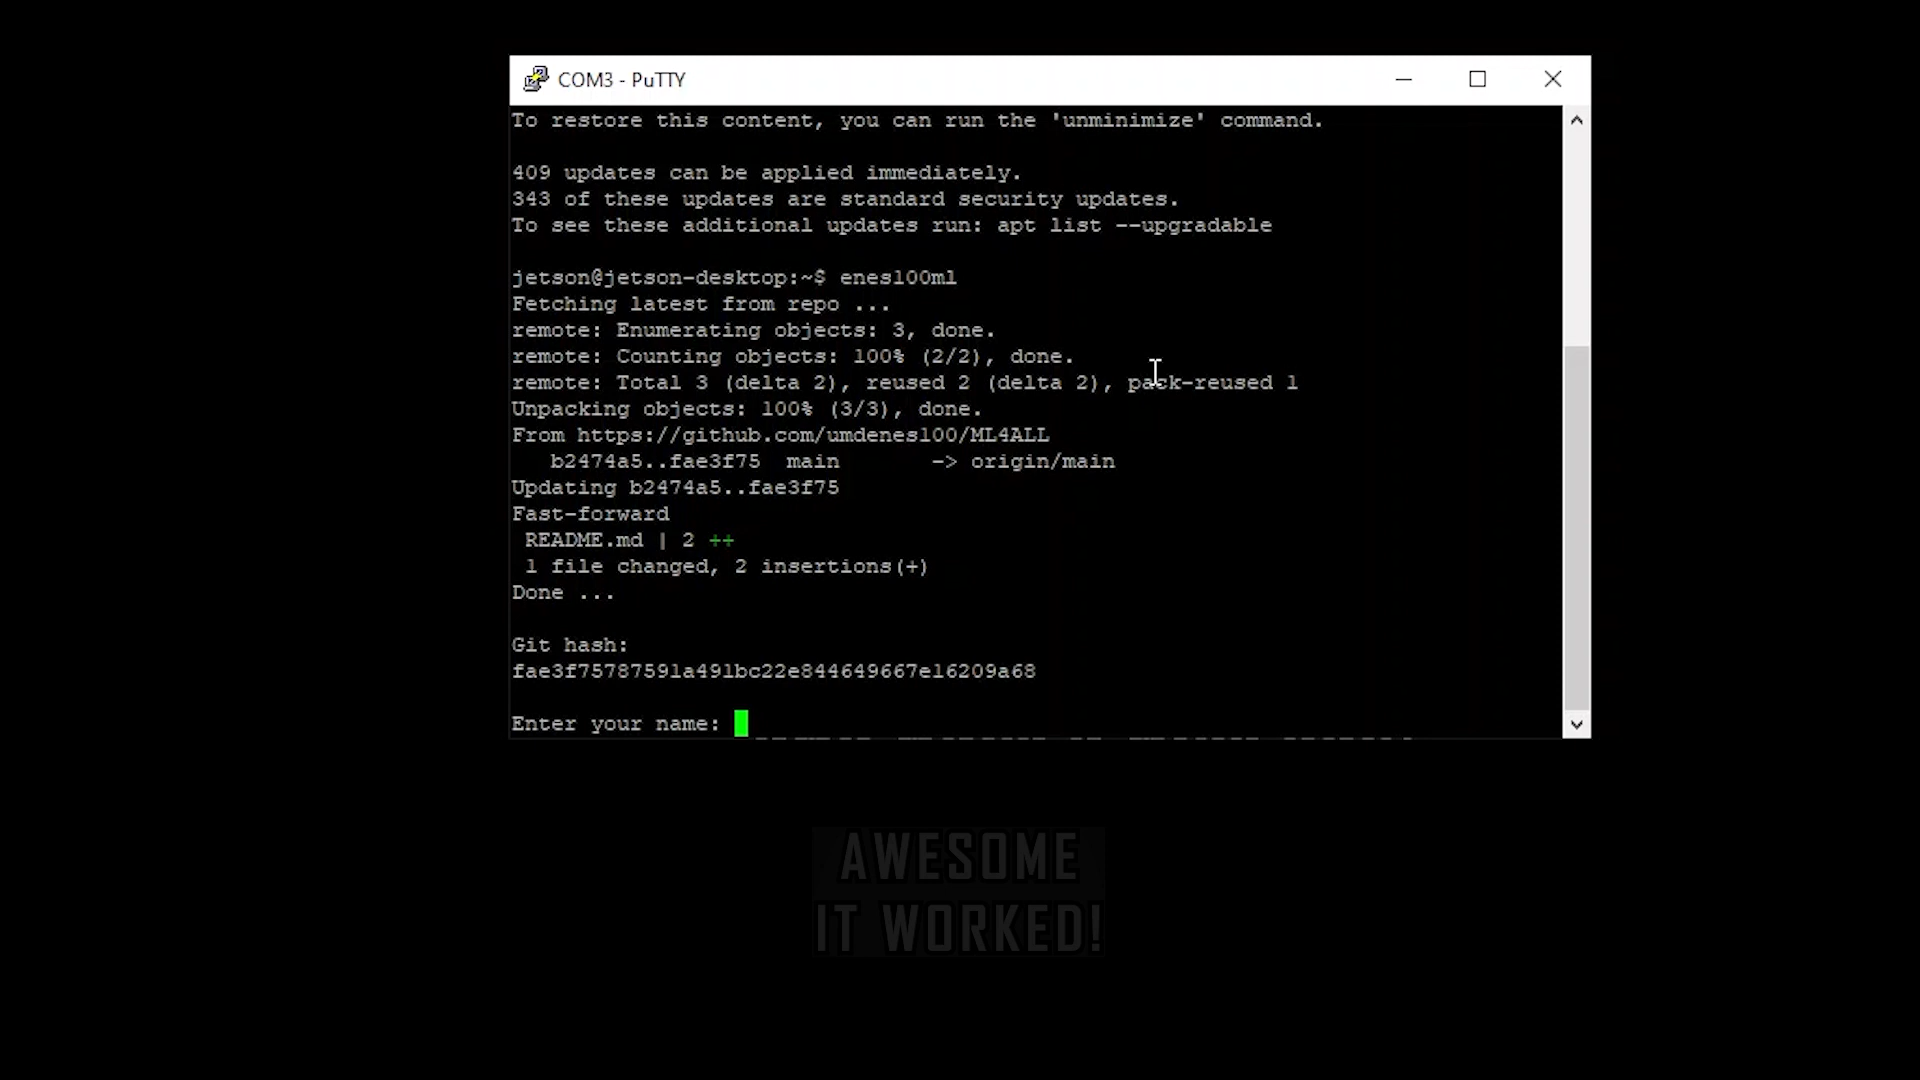 COM3 - PuTTY
To restore this content, you can run the 'unminimize' command.
409 updates can be applied immediately.
343 of these updates are standard security updates.
To see these additional updates run: apt list --upgradable
jetson@jetson-desktop:~$ enes100ml
Fetching latest from repo ...
remote: Enumerating objects: 3, done.
remote: Counting objects: 100% (2/2), done.
remote: Total 3 (delta 2), reused 2 (delta 2), pack-reused 1
Unpacking objects: 100% (3/3), done.
From https://github.com/umdenes100/ML4ALL
b2474a5..fae3f75  main       -> origin/main
Updating b2474a5..fae3f75
Fast-forward
README.md | 2 ++
1 file changed, 2 insertions(+)
Done ...
Git hash:
fae3f75787591a491bc22e844649667e16209a68
Enter your name:
AWESOME
IT WORKED!